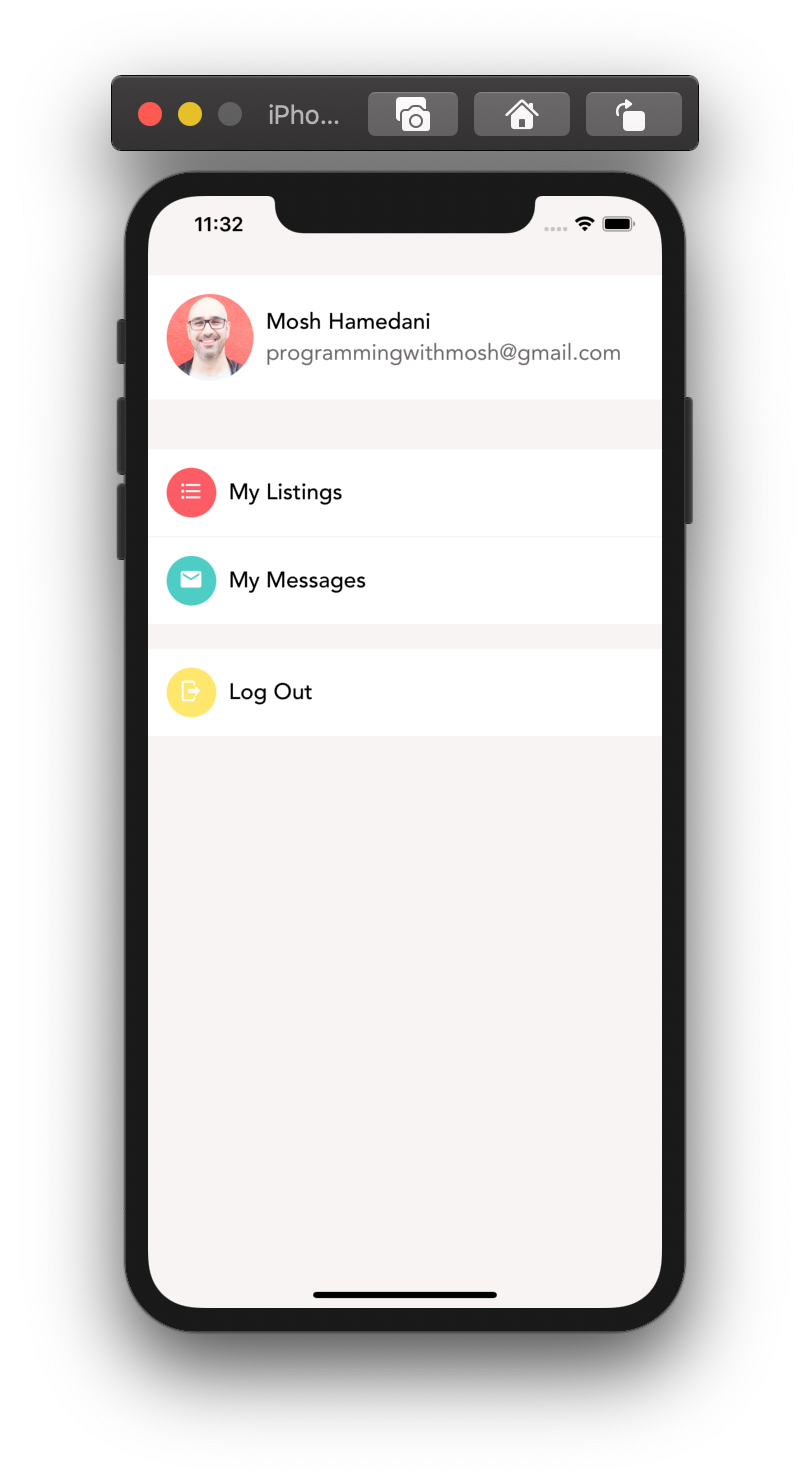 iPho...
11:32
Mosh Hamedani
programmingwithmosh@gmail.com
My Listings
My Messages
Log Out